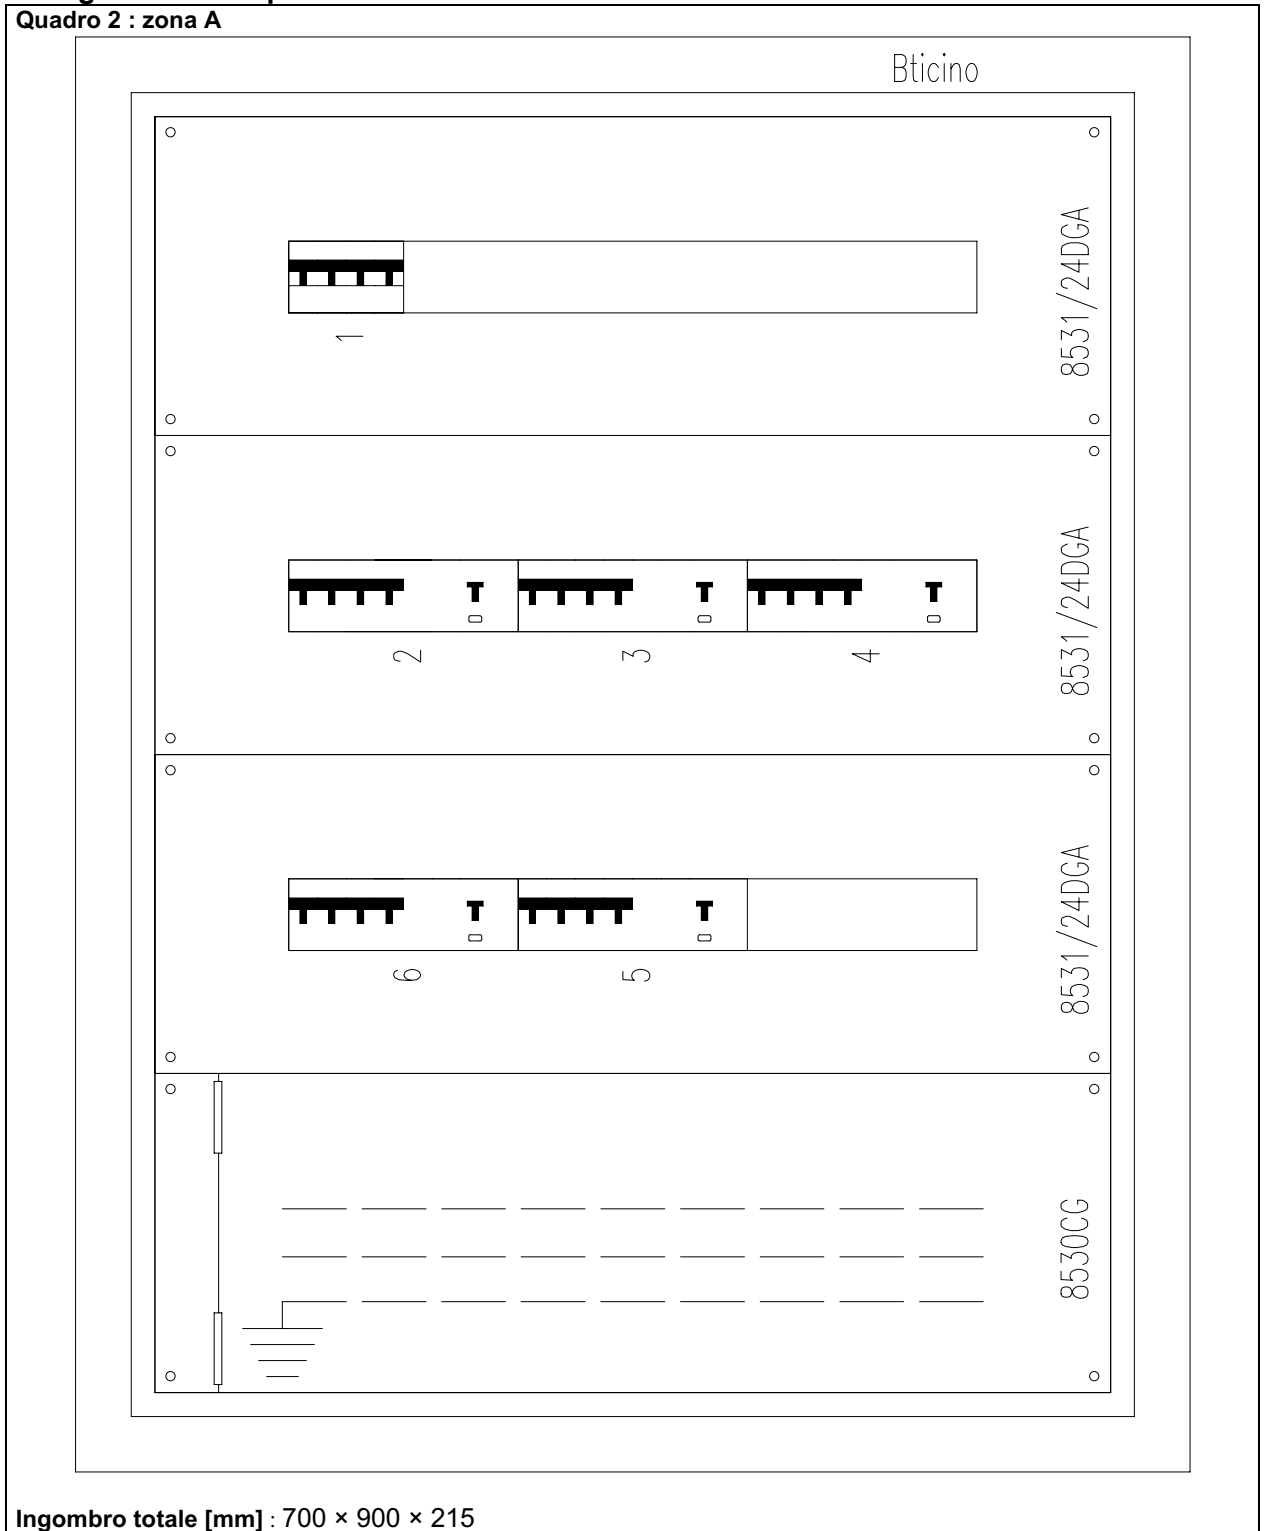 Quadro 2 : zona A
Bticino
8531/24DGA
1
8531/24DGA
2 3 4
8531/24DGA
6 5
8530CG
Ingombro totale [mm] : 700 × 900 × 215